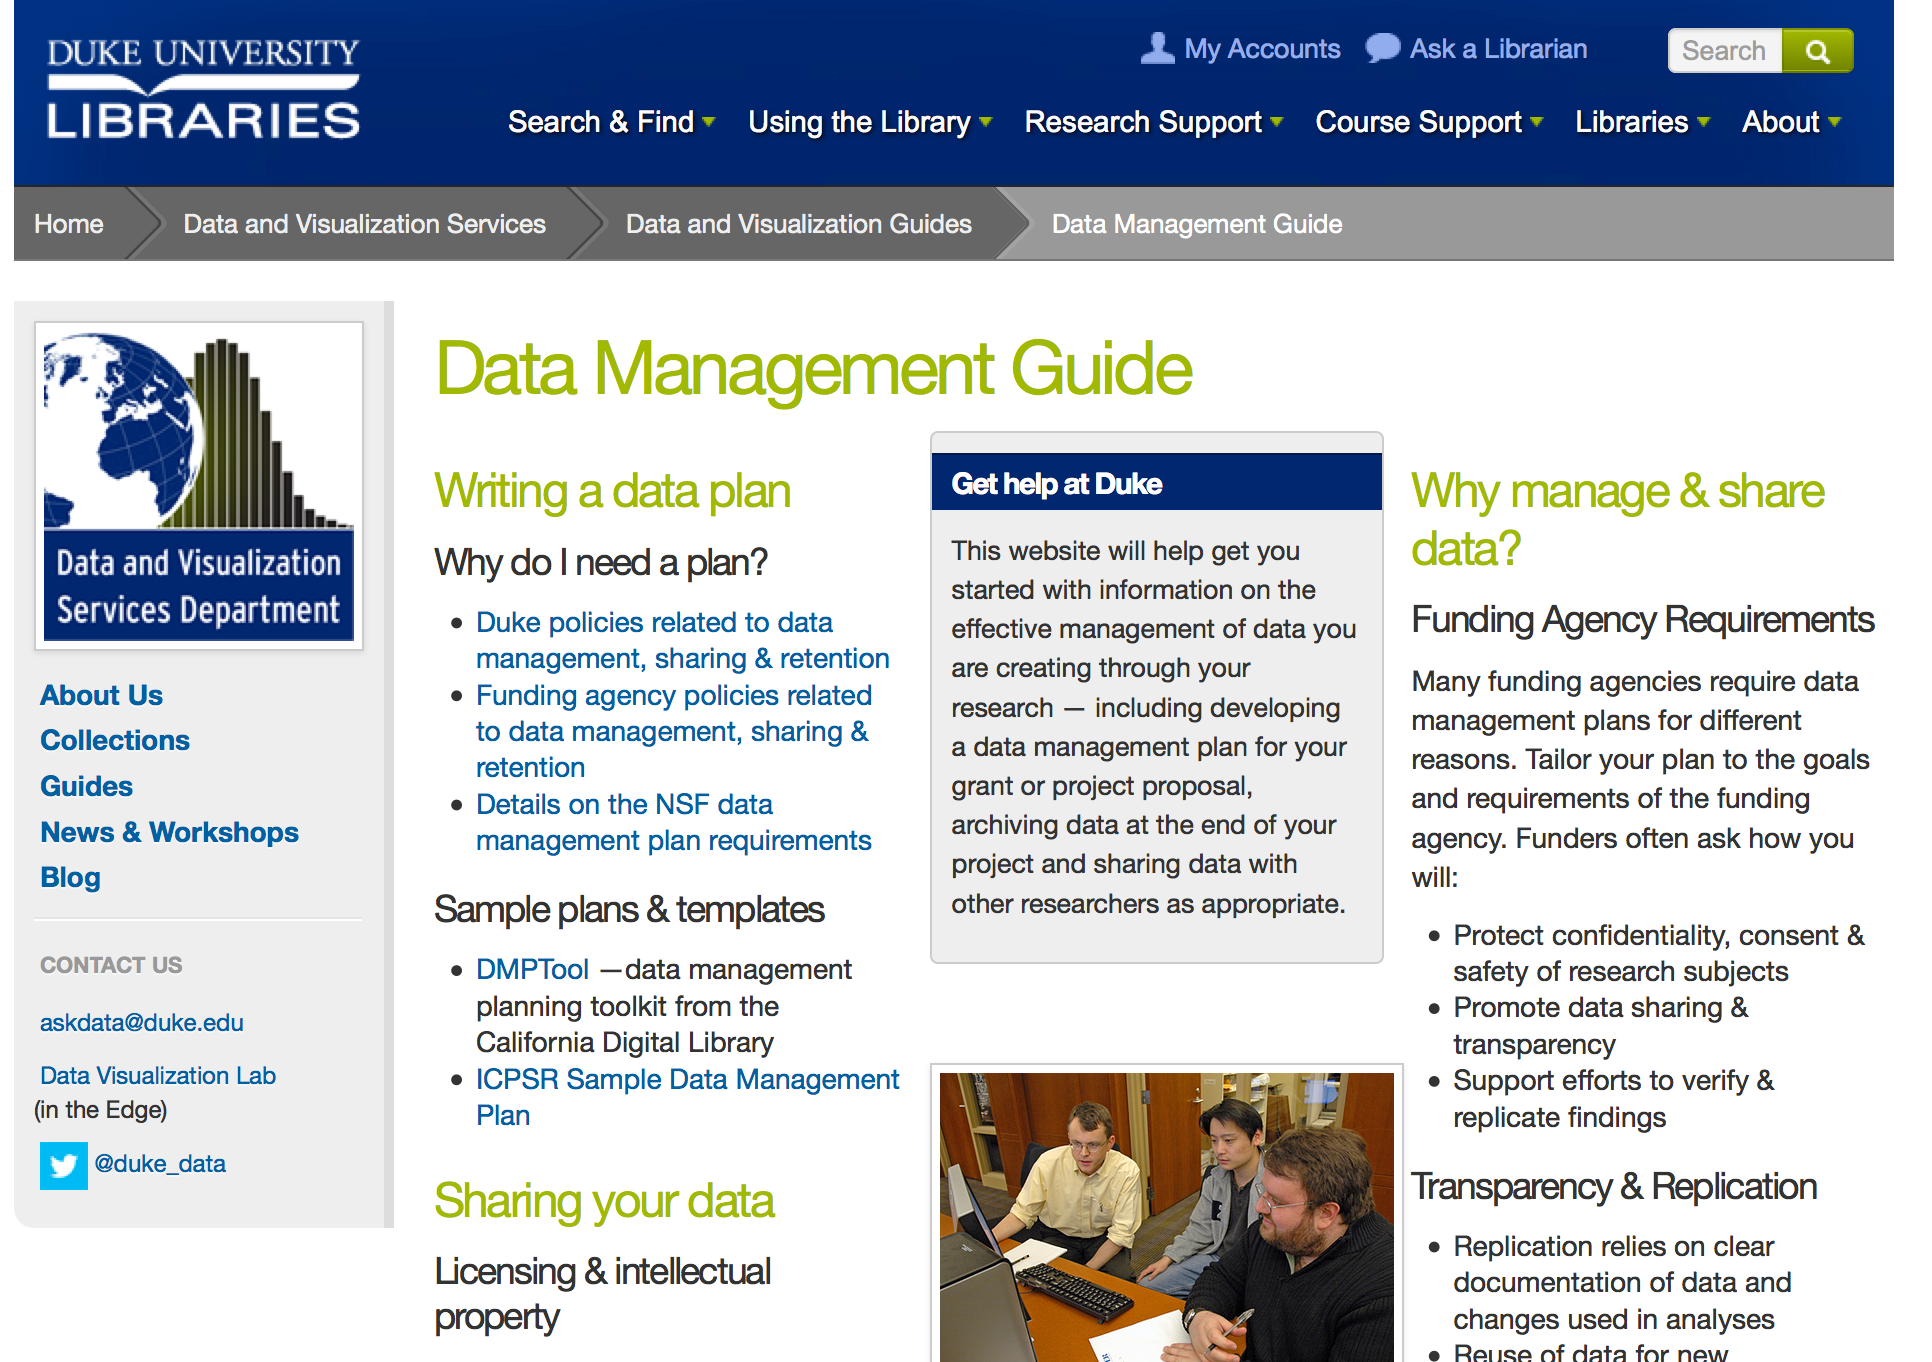 DUKE UNIVERSITY
LIBRARIES
My Accounts
Ask a Librarian
Search
Search & Find
Using the Library
Research Support
Course Support
Libraries
About
Home
Data and Visualization Services
Data and Visualization Guides
Data Management Guide
Data and Visualization
Services Department
About Us
Collections
Guides
News & Workshops
Blog
CONTACT US
askdata@duke.edu
Data Visualization Lab
(in the Edge)
@duke_data
Data Management Guide
Writing a data plan
Why do I need a plan?
• Duke policies related to data
management, sharing & retention
• Funding agency policies related
to data management, sharing &
retention
• Details on the NSF data
management plan requirements
Sample plans & templates
• DMPTool —data management
planning toolkit from the
California Digital Library
• ICPSR Sample Data Management
Plan
Sharing your data
Licensing & intellectual
property
Get help at Duke
This website will help get you
started with information on the
effective management of data you
are creating through your
research — including developing
a data management plan for your
grant or project proposal,
archiving data at the end of your
project and sharing data with
other researchers as appropriate.
Why manage & share
data?
Funding Agency Requirements
Many funding agencies require data
management plans for different
reasons. Tailor your plan to the goals
and requirements of the funding
agency. Funders often ask how you
will:
• Protect confidentiality, consent &
safety of research subjects
• Promote data sharing &
transparency
• Support efforts to verify &
replicate findings
Transparency & Replication
• Replication relies on clear
documentation of data and
changes used in analyses
• Reuse of data for new